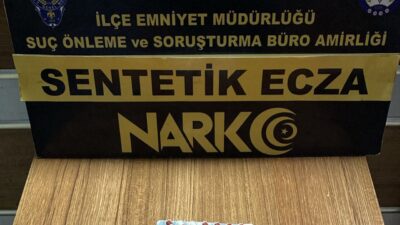 İLÇE EMNİYET MÜDÜRLÜĞÜ
SUÇ ÖNLEME ve SORUŞTURMA BÜRO AMİRLİĞİ
SENTETİK ECZA
NARKO